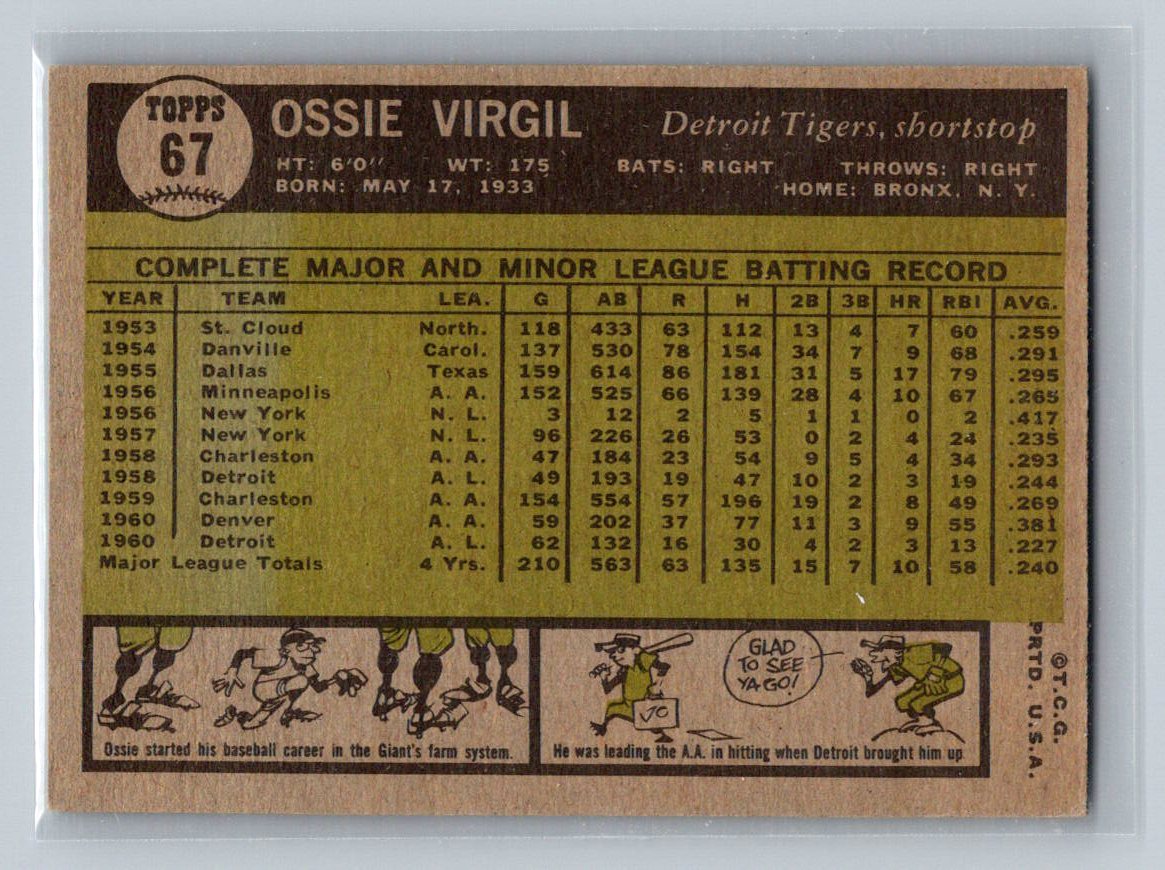 TOPPS
67
OSSIE VIRGIL
Detroit Tigers, shortstop
HT: 6'0" WT: 175 BATS: RIGHT THROWS: RIGHT
BORN: MAY 17, 1933 HOME: BRONX, N. Y.
COMPLETE MAJOR AND MINOR LEAGUE BATTING RECORD
YEAR TEAM LEA. G AB R H 2B 3B HR RBI AVG.
1953 St. Cloud North. 118 433 63 112 13 4 7 60 .259
1954 Danville Carol. 137 530 78 154 34 7 9 68 .291
1955 Dallas Texas 159 614 86 181 31 5 17 79 .295
1956 Minneapolis A. A. 152 525 66 139 28 4 10 67 .265
1956 New York N. L. 3 12 2 5 1 1 0 2 .417
1957 New York N. L. 96 226 26 53 0 2 4 24 .235
1958 Charleston A. A. 47 184 23 54 9 5 4 34 .293
1958 Detroit A. L. 49 193 19 47 10 2 3 19 .244
1959 Charleston A. A. 154 554 57 196 19 2 8 49 .269
1960 Denver A. A. 59 202 37 77 11 3 9 55 .381
1960 Detroit A. L. 62 132 16 30 4 2 3 13 .227
Major League Totals 4 Yrs. 210 563 63 135 15 7 10 58 .240
GLAD
TO SEE
YA GO!
JO
Ossie started his baseball career in the Giant's farm system.
He was leading the A.A. in hitting when Detroit brought him up
©T.C.G.
PRTD. U.S.A.